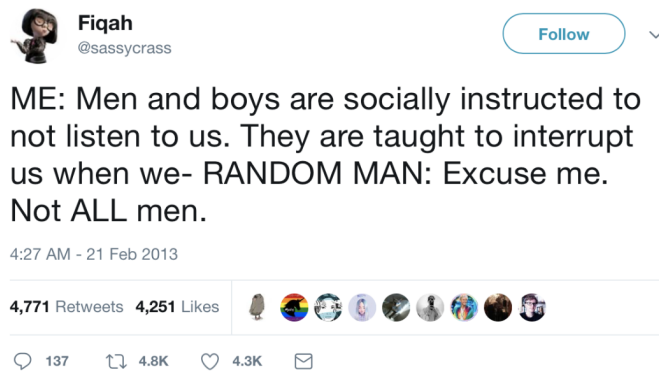 Fiqah
@sassycrass
Follow
ME: Men and boys are socially instructed to
not listen to us. They are taught to interrupt
us when we- RANDOM MAN: Excuse me.
Not ALL men.
4:27 AM - 21 Feb 2013
4,771 Retweets 4,251 Likes
137 4.8K 4.3K